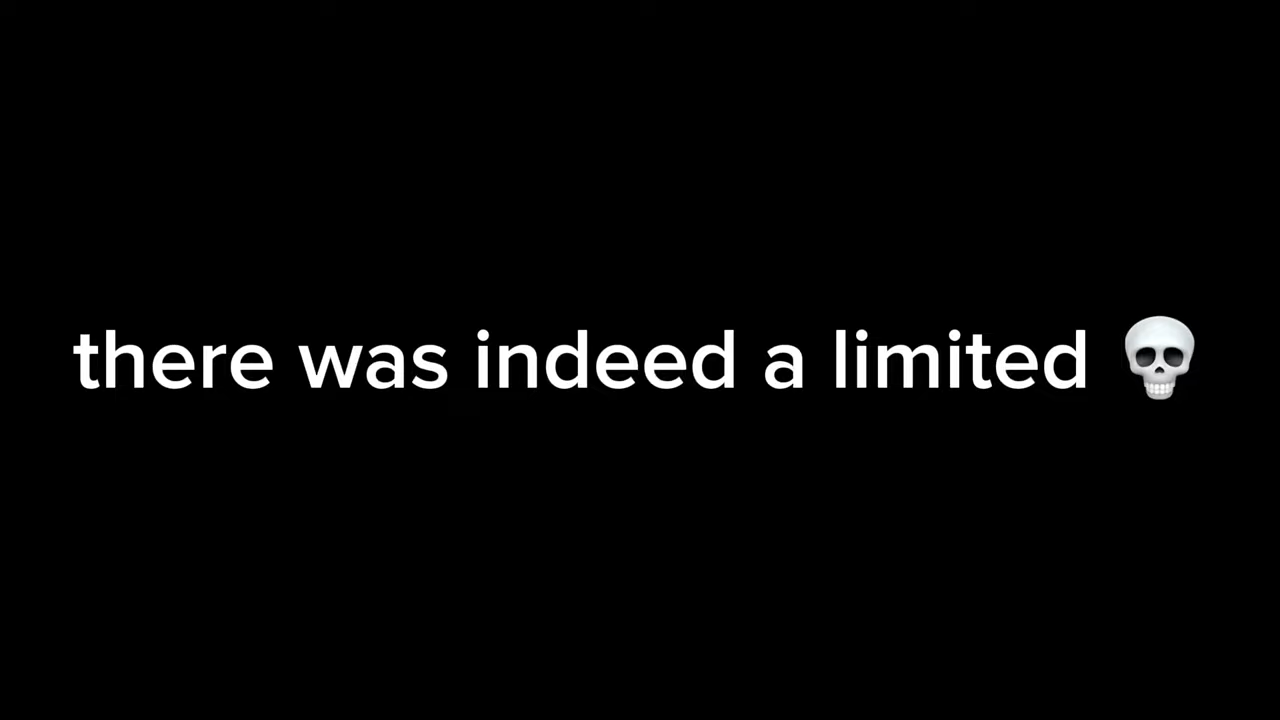 there was indeed a limited 💀